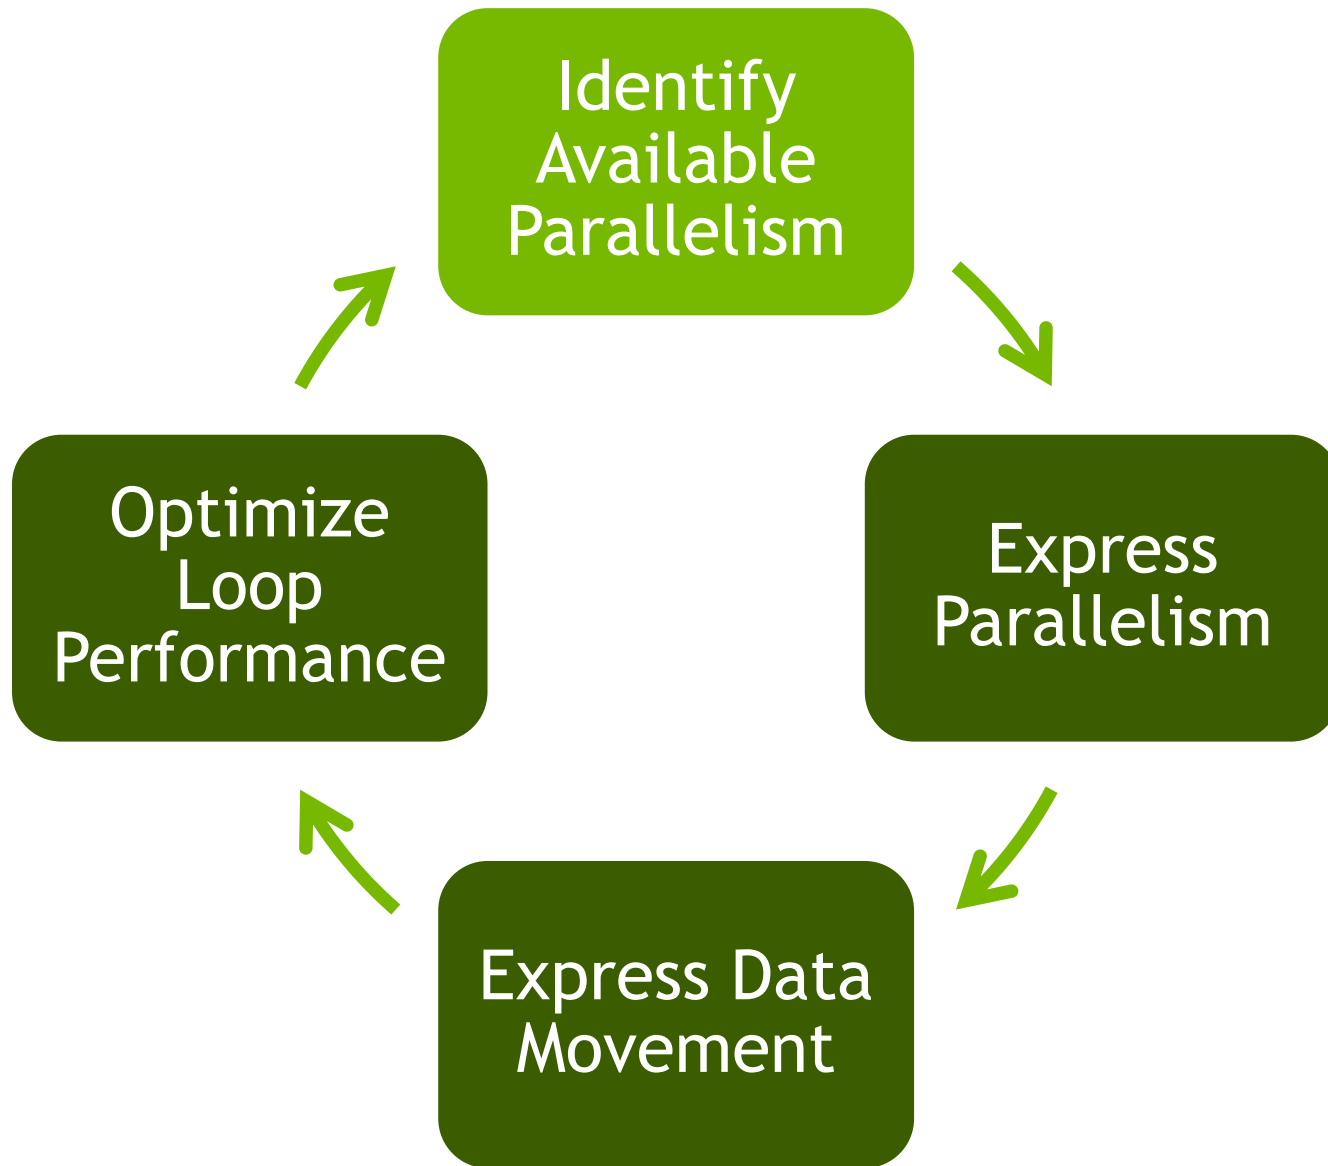 Identify
Available
Parallelism
Express
Parallelism
Express Data
Movement
Optimize
Loop
Performance